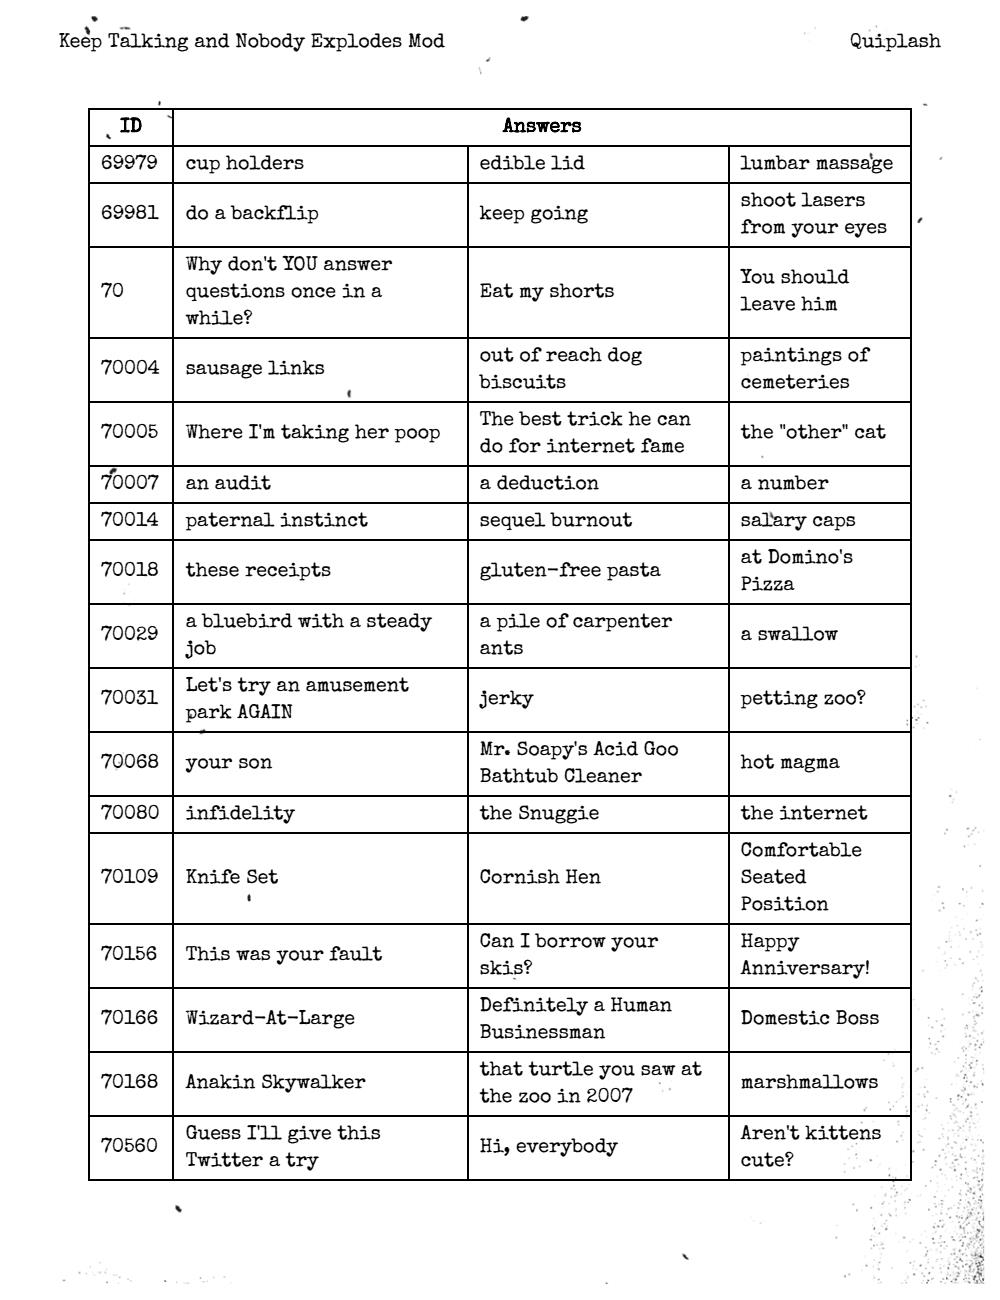 Keep Talking and Nobody Explodes Mod Quiplash
ID Answers
69979 cup holders edible lid lumbar massage
69981 do a backflip keep going shoot lasers
from your eyes
70 Why don't YOU answer
questions once in a
while? Eat my shorts You should
leave him
70004 sausage links out of reach dog
biscuits paintings of
cemeteries
70005 Where I'm taking her poop The best trick he can
do for internet fame the "other" cat
70007 an audit a deduction a number
70014 paternal instinct sequel burnout salary caps
70018 these receipts gluten-free pasta at Domino's
Pizza
70029 a bluebird with a steady
job a pile of carpenter
ants a swallow
70031 Let's try an amusement
park AGAIN jerky petting zoo?
70068 your son Mr. Soapy's Acid Goo
Bathtub Cleaner hot magma
70080 infidelity the Snuggie the internet
70109 Knife Set Cornish Hen Comfortable
Seated
Position
70156 This was your fault Can I borrow your
skis? Happy
Anniversary!
70166 Wizard-At-Large Definitely a Human
Businessman Domestic Boss
70168 Anakin Skywalker that turtle you saw at
the zoo in 2007 marshmallows
70560 Guess I'll give this
Twitter a try Hi, everybody Aren't kittens
cute?